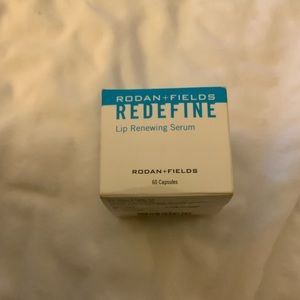 RODAN+FIELDS
REDEFINE
Lip Renewing Serum
RODAN+FIELDS
60 Capsules